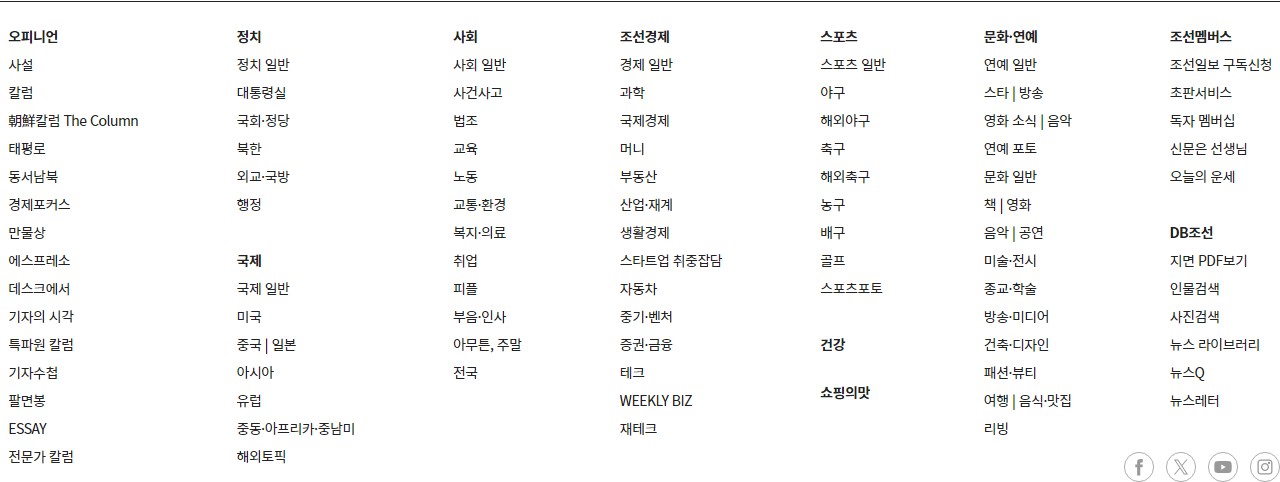 오피니언
사설
칼럼
朝鮮칼럼 The Column
태평로
동서남북
경제포커스
만물상
에스프레소
데스크에서
기자의 시각
특파원 칼럼
기자수첩
팔면봉
ESSAY
전문가 칼럼
정치
정치 일반
대통령실
국회·정당
북한
외교·국방
행정
국제
국제 일반
미국
중국 | 일본
아시아
유럽
중동·아프리카·중남미
해외토픽
사회
사회 일반
사건사고
법조
교육
노동
교통·환경
복지·의료
취업
피플
부음·인사
아무튼, 주말
전국
조선경제
경제 일반
과학
국제경제
머니
부동산
산업·재계
생활경제
스타트업 취중잡담
자동차
중기·벤처
증권·금융
테크
WEEKLY BIZ
재테크
스포츠
스포츠 일반
야구
해외야구
축구
해외축구
농구
배구
골프
스포츠포토
건강
쇼핑의맛
문화·연예
연예 일반
스타 | 방송
영화 소식 | 음악
연예 포토
문화 일반
책 | 영화
음악 | 공연
미술·전시
종교·학술
방송·미디어
건축·디자인
패션·뷰티
여행 | 음식·맛집
리빙
조선멤버스
조선일보 구독신청
초판서비스
독자 멤버십
신문은 선생님
오늘의 운세
DB조선
지면 PDF보기
인물검색
사진검색
뉴스 라이브러리
뉴스Q
뉴스레터